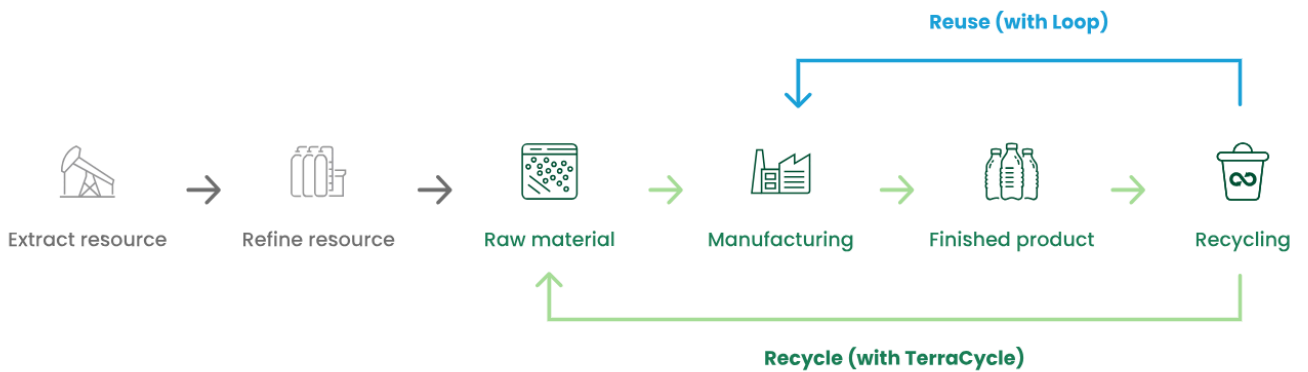 Reuse (with Loop)
Extract resource
Refine resource
Raw material
Manufacturing
Finished product
Recycling
Recycle (with TerraCycle)